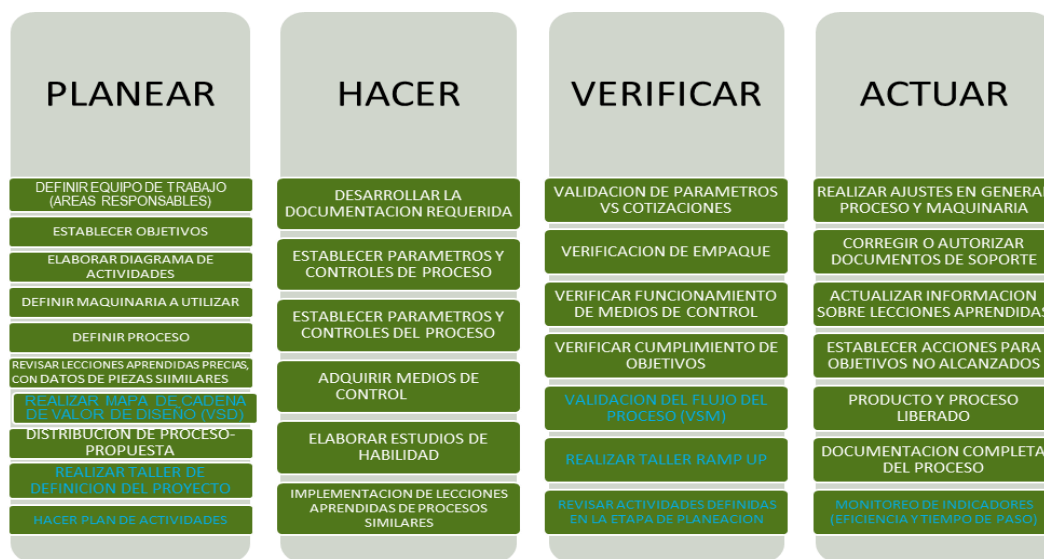 PLANEAR
DEFINIR EQUIPO DE TRABAJO
(AREAS RESPONSABLES)
ESTABLECER OBJETIVOS
ELABORAR DIAGRAMA DE
ACTIVIDADES
DEFINIR MAQUINARIA A UTILIZAR
DEFINIR PROCESO
REVISAR LECCIONES APRENDIDAS PRECIAS,
CON DATOS DE PIEZAS SIIMILARES
REALIZAR MAPA DE CADENA
DE VALOR DE DISEÑO (VSD)
DISTRIBUCION DE PROCESO-
PROPUESTA
REALIZAR TALLER DE
DEFINICION DEL PROYECTO
HACER PLAN DE ACTIVIDADES
HACER
DESARROLLAR LA
DOCUMENTACION REQUERIDA
ESTABLECER PARAMETROS Y
CONTROLES DE PROCESO
ESTABLECER PARAMETROS Y
CONTROLES DEL PROCESO
ADQUIRIR MEDIOS DE
CONTROL
ELABORAR ESTUDIOS DE
HABILIDAD
IMPLEMENTACION DE LECCIONES
APRENDIDAS DE PROCESOS
SIMILARES
VERIFICAR
VALIDACION DE PARAMETROS
VS COTIZACIONES
VERIFICACION DE EMPAQUE
VERIFICAR FUNCIONAMIENTO
DE MEDIOS DE CONTROL
VERIFICAR CUMPLIMIENTO DE
OBJETIVOS
VALIDACION DEL FLUJO DEL
PROCESO (VSM)
REALIZAR TALLER RAMP UP
REVISAR ACTIVIDADES DEFINIDAS
EN LA ETAPA DE PLANEACION
ACTUAR
REALIZAR AJUSTES EN GENERAL
PROCESO Y MAQUINARIA
CORREGIR O AUTORIZAR
DOCUMENTOS DE SOPORTE
ACTUALIZAR INFORMACION
SOBRE LECCIONES APRENDIDAS
ESTABLECER ACCIONES PARA
OBJETIVOS NO ALCANZADOS
PRODUCTO Y PROCESO
LIBERADO
DOCUMENTACION COMPLETA
DEL PROCESO
MONITOREO DE INDICADORES
(EFICIENCIA Y TIEMPO DE PASO)